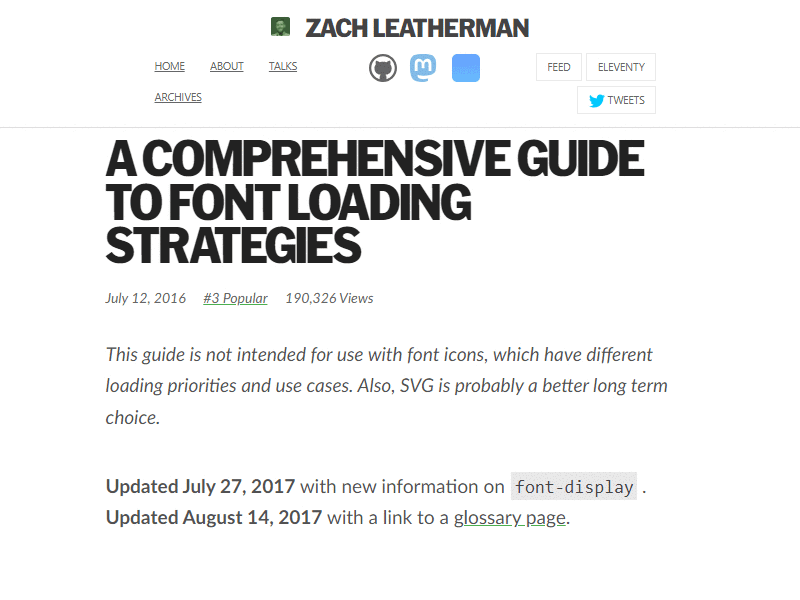 ZACH LEATHERMAN
HOME ABOUT TALKS
ARCHIVES
FEED ELEVENTY
TWEETS
A COMPREHENSIVE GUIDE
TO FONT LOADING
STRATEGIES
July 12, 2016 #3 Popular 190,326 Views
This guide is not intended for use with font icons, which have different
loading priorities and use cases. Also, SVG is probably a better long term
choice.
Updated July 27, 2017 with new information on font-display .
Updated August 14, 2017 with a link to a glossary page.